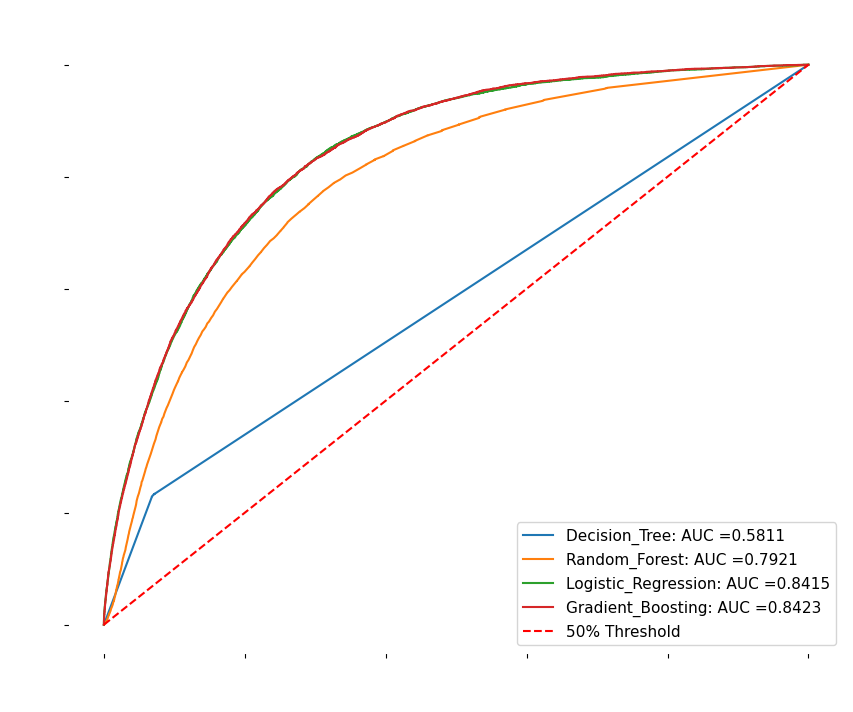 Decision_Tree: AUC =0.5811
Random_Forest: AUC =0.7921
Logistic_Regression: AUC =0.8415
Gradient_Boosting: AUC =0.8423
50% Threshold